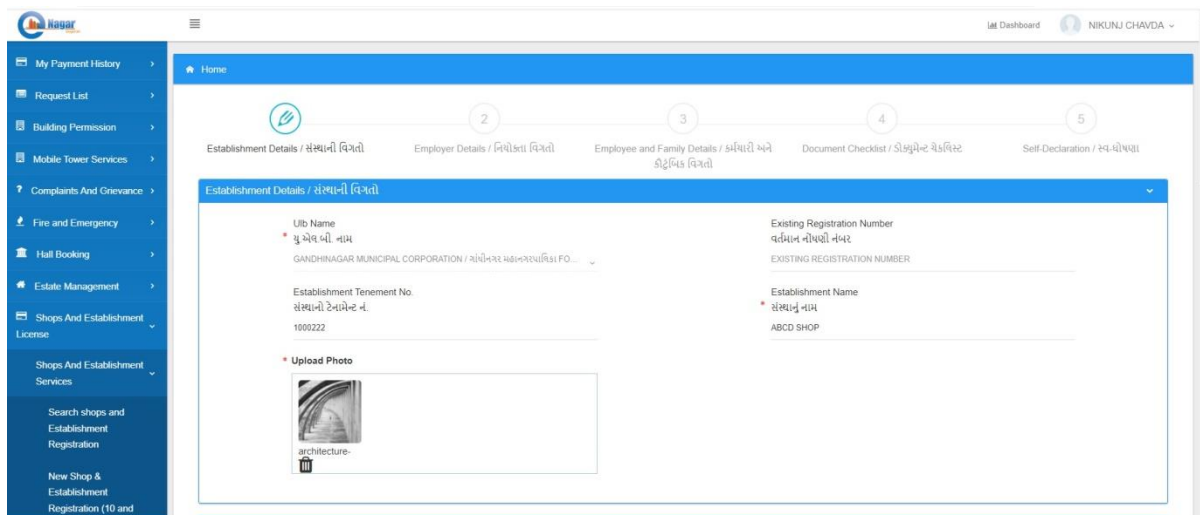 Nagar
Dashboard
NIKUNJ CHAVDA
My Payment History
Request List
Building Permission
Mobile Tower Services
Complaints And Grievance
Fire and Emergency
Hall Booking
Estate Management
Shops And Establishment
License
Shops And Establishment
Services
Search shops and
Establishment
Registration
New Shop &
Establishment
Registration (10 and
Home
2
3
4
5
Establishment Details / સંસ્થાની વિગતો
Employer Details / નિયોક્તા વિગતો
Employee and Family Details / કર્મચારી અને
કૌટુંબિક વિગતો
Document Checklist / ડોક્યુમેન્ટ ચેકલિસ્ટ
Self-Declaration / સ્વ-ઘોષણા
Establishment Details / સંસ્થાની વિગતો
Ulb Name
* યુ.એલ.બી. નામ
GANDHINAGAR MUNICIPAL CORPORATION / ગાંધીનગર મહાનગરપાલિકા FO...
Existing Registration Number
વર્તમાન નોંધણી નંબર
EXISTING REGISTRATION NUMBER
Establishment Tenement No.
સંસ્થાનો ટેનામેન્ટ નં.
1000222
Establishment Name
* સંસ્થાનું નામ
ABCD SHOP
* Upload Photo
architecture-